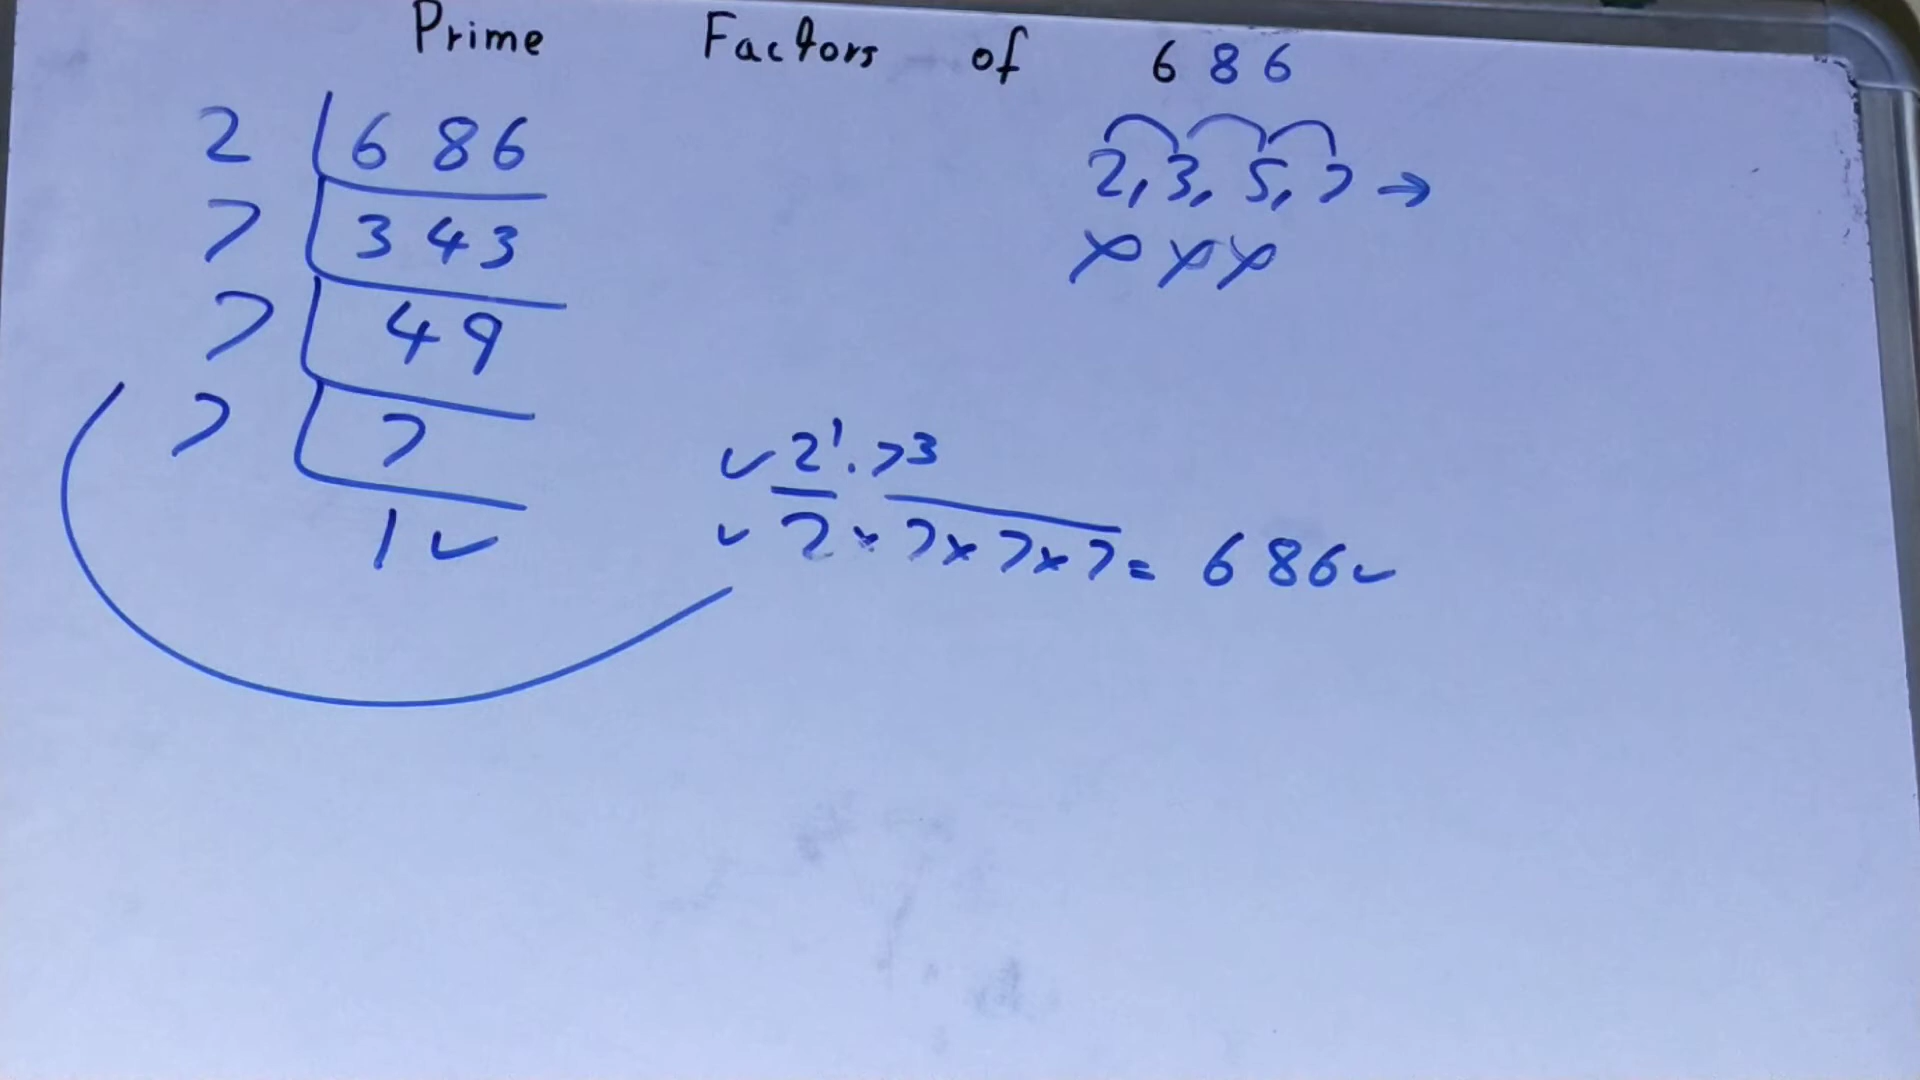 Prime Factors of 686
2 | 686
7 | 343
7 | 49
7 | 7
1 ✓
2, 3, 5, 7 →
× × ×
✓ 2¹ · 7³
✓ 2 × 7 × 7 × 7 = 686 ✓